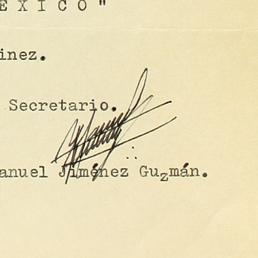 EXICO"
inez.
Secretario.
anuel Jiménez Guzmán.